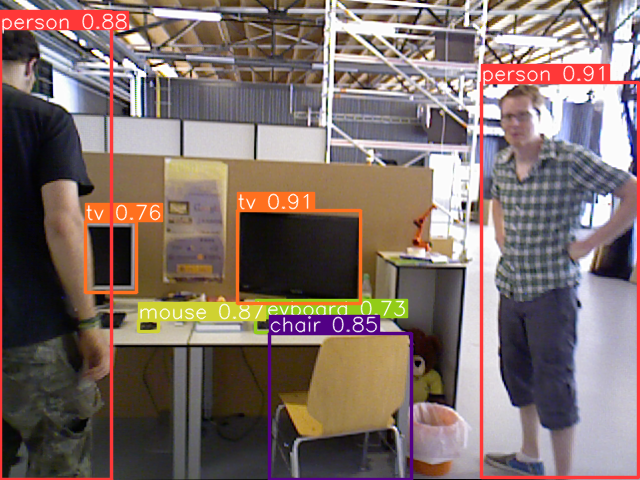 person 0.88
person 0.91
tv 0.91
tv 0.76
mouse 0.87
eyboard 0.73
chair 0.85